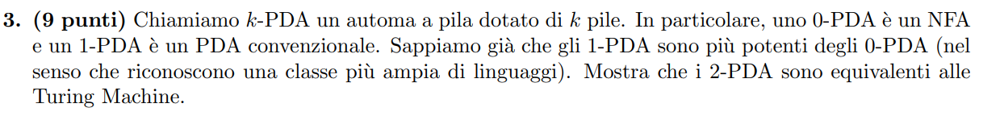 3. (9 punti) Chiamiamo k-PDA un automa a pila dotato di k pile. In particolare, uno 0-PDA è un NFA
e un 1-PDA è un PDA convenzionale. Sappiamo già che gli 1-PDA sono più potenti degli 0-PDA (nel
senso che riconoscono una classe più ampia di linguaggi). Mostra che i 2-PDA sono equivalenti alle
Turing Machine.